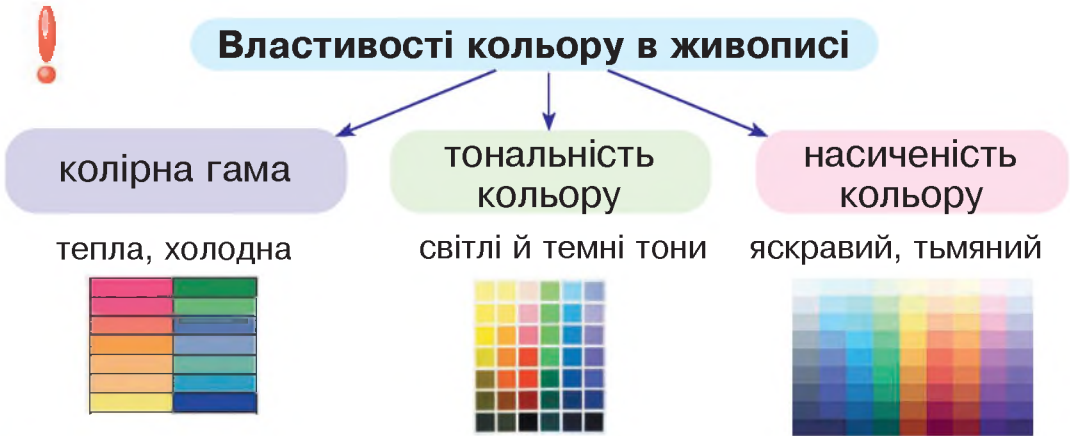 Властивості кольору в живописі
колірна гама
тональність
кольору
насиченість
кольору
тепла, холодна
світлі й темні тони
яскравий, тьмяний